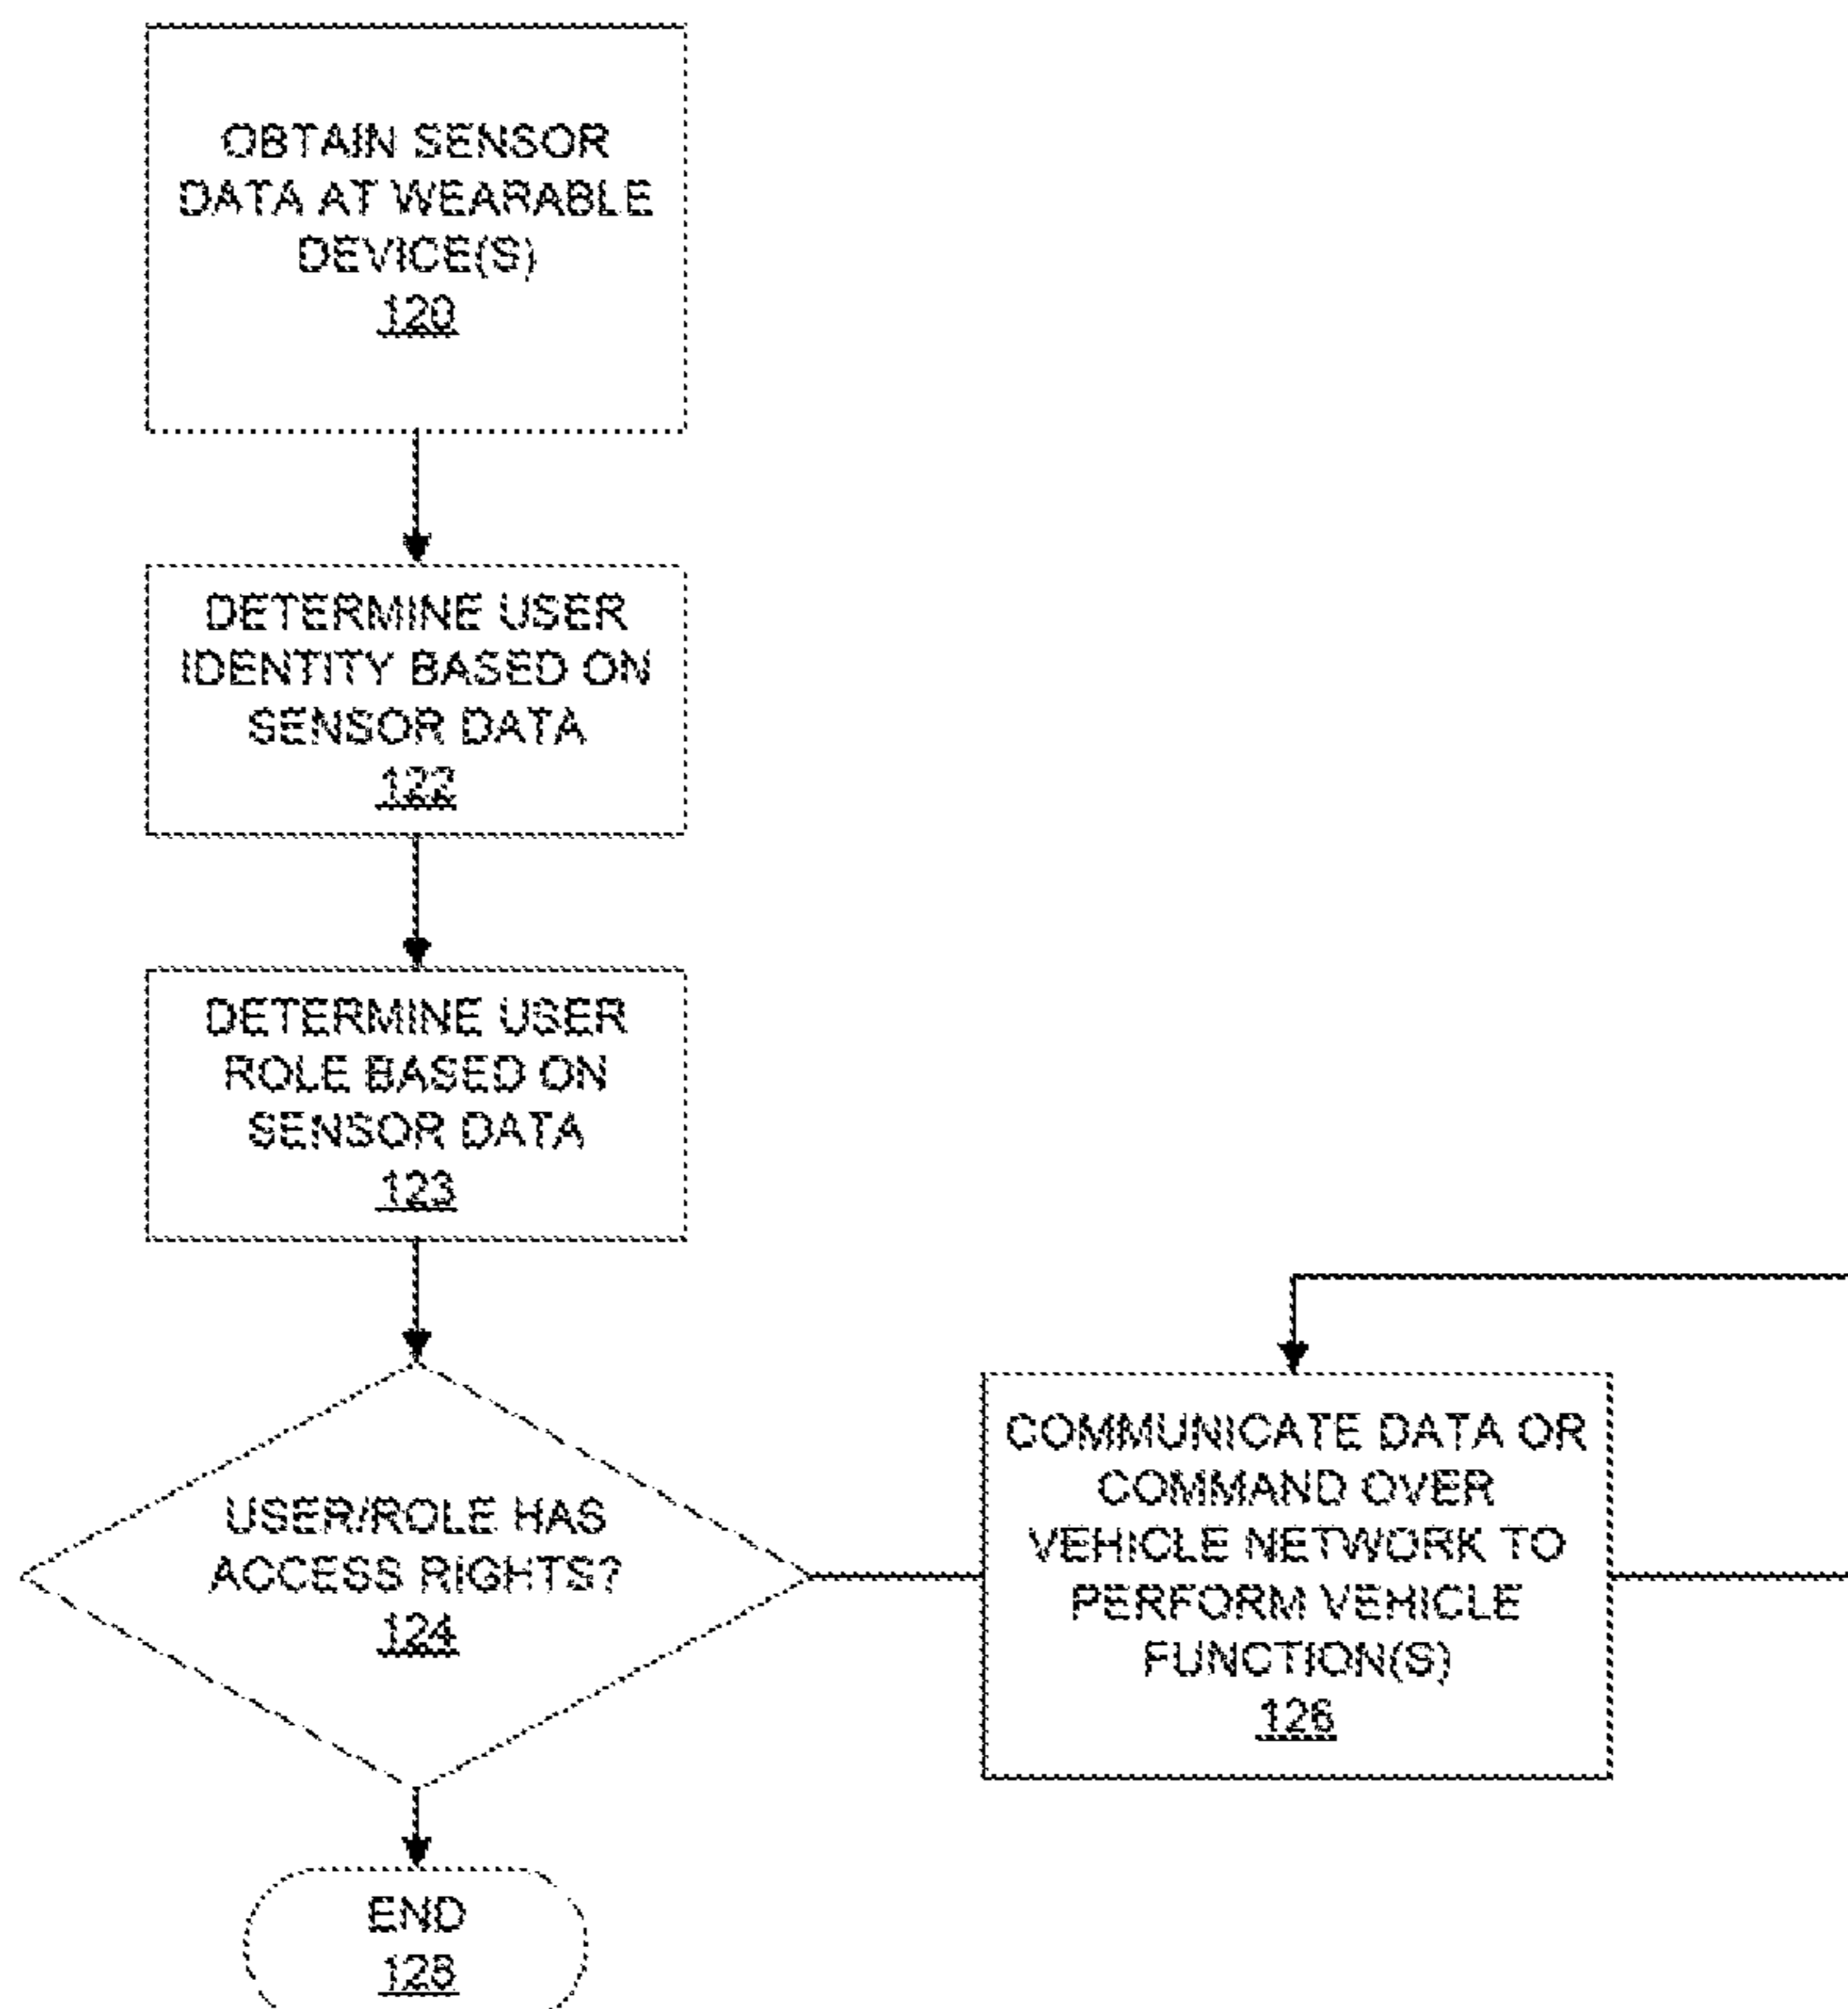 OBTAIN SENSOR
DATA AT WEARABLE
DEVICE(S)
120
DETERMINE USER
IDENTITY BASED ON
SENSOR DATA
122
DETERMINE USER
ROLE BASED ON
SENSOR DATA
123
USER/ROLE HAS
ACCESS RIGHTS?
124
COMMUNICATE DATA OR
COMMAND OVER
VEHICLE NETWORK TO
PERFORM VEHICLE
FUNCTION(S)
126
END
128